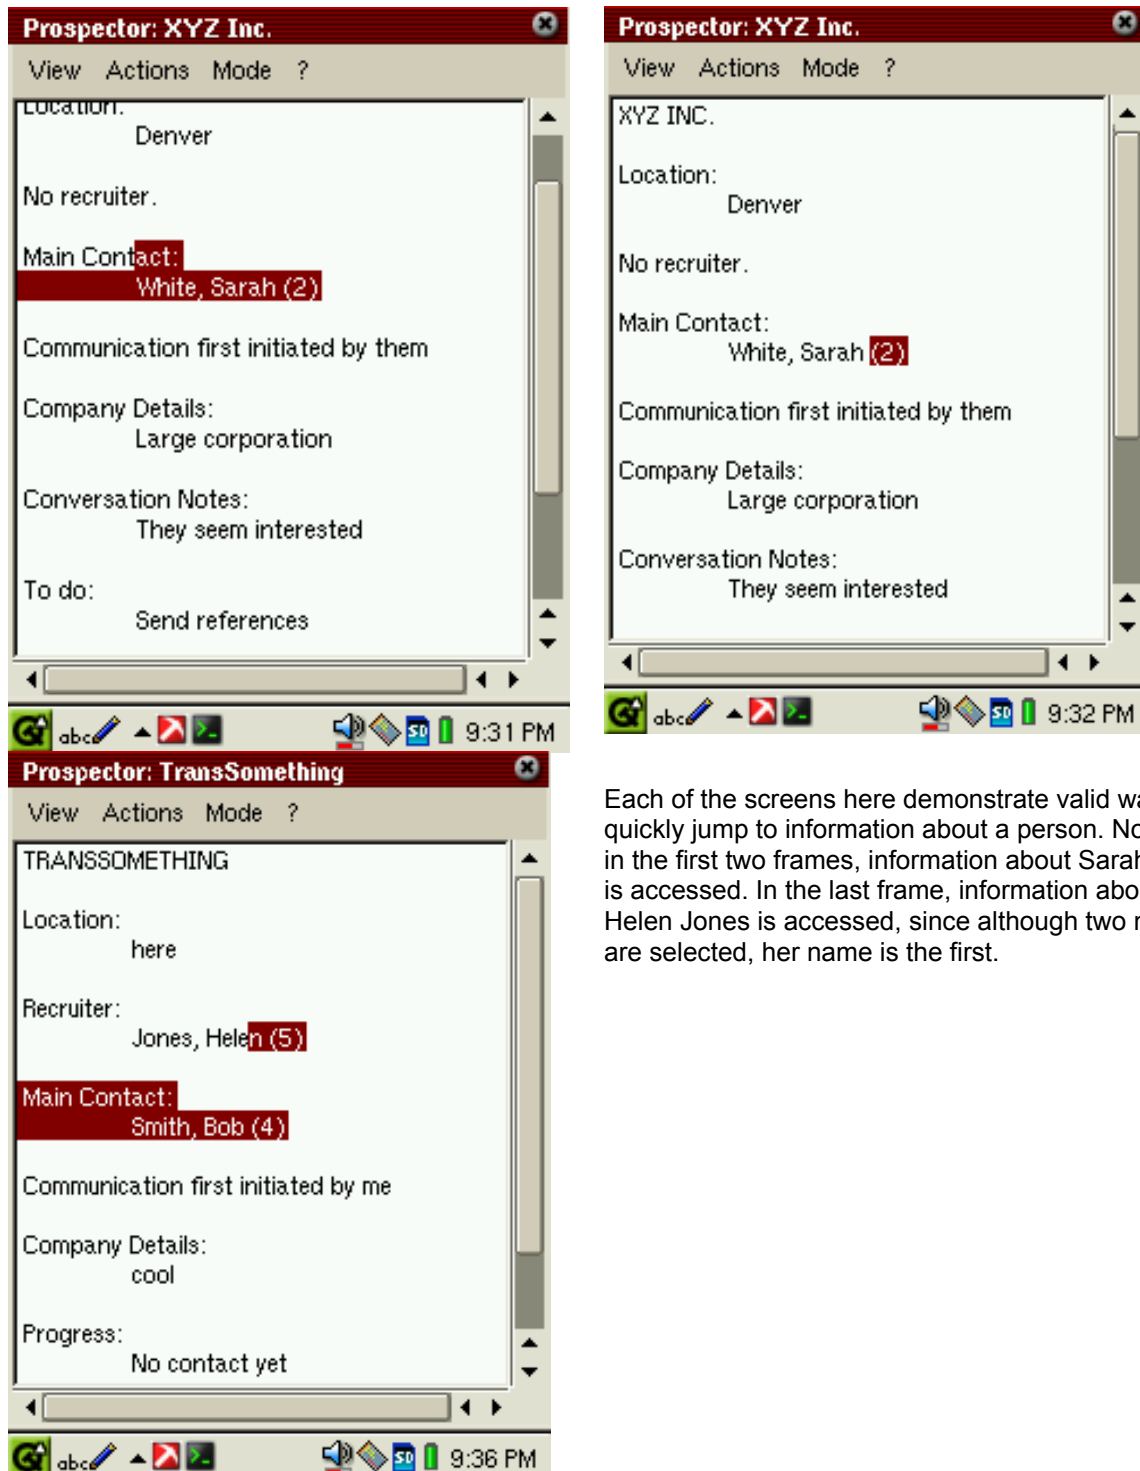 Prospector: XYZ Inc.
View Actions Mode ?
Location:
Denver
No recruiter.
Main Contact:
White, Sarah (2)
Communication first initiated by them
Company Details:
Large corporation
Conversation Notes:
They seem interested
To do:
Send references
abc
SD
9:31 PM
Prospector: XYZ Inc.
View Actions Mode ?
XYZ INC.
Location:
Denver
No recruiter.
Main Contact:
White, Sarah (2)
Communication first initiated by them
Company Details:
Large corporation
Conversation Notes:
They seem interested
abc
SD
9:32 PM
Prospector: TransSomething
View Actions Mode ?
TRANSSOMETHING
Location:
here
Recruiter:
Jones, Helen (5)
Main Contact:
Smith, Bob (4)
Communication first initiated by me
Company Details:
cool
Progress:
No contact yet
abc
SD
9:36 PM
Each of the screens here demonstrate valid
quickly jump to information about a person.
in the first two frames, information about Sarah
is accessed. In the last frame, information
Helen Jones is accessed, since although two
are selected, her name is the first.